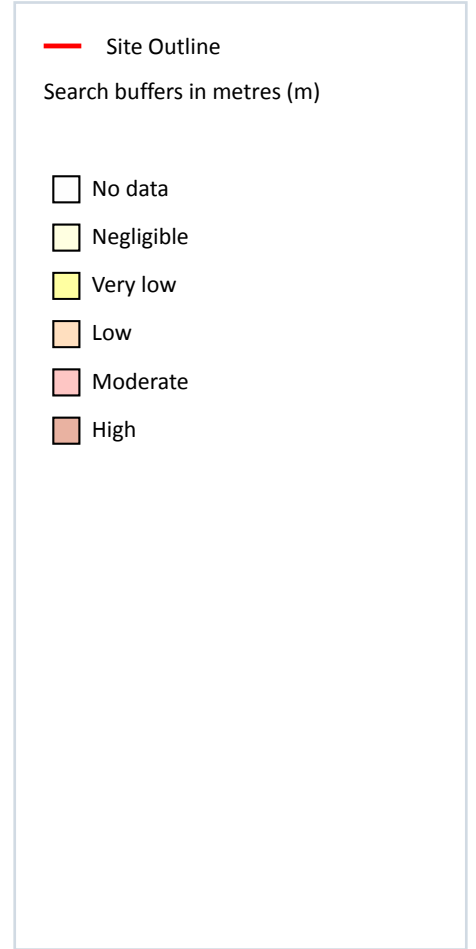 Site Outline
Search buffers in metres (m)
No data
Negligible
Very low
Low
Moderate
High